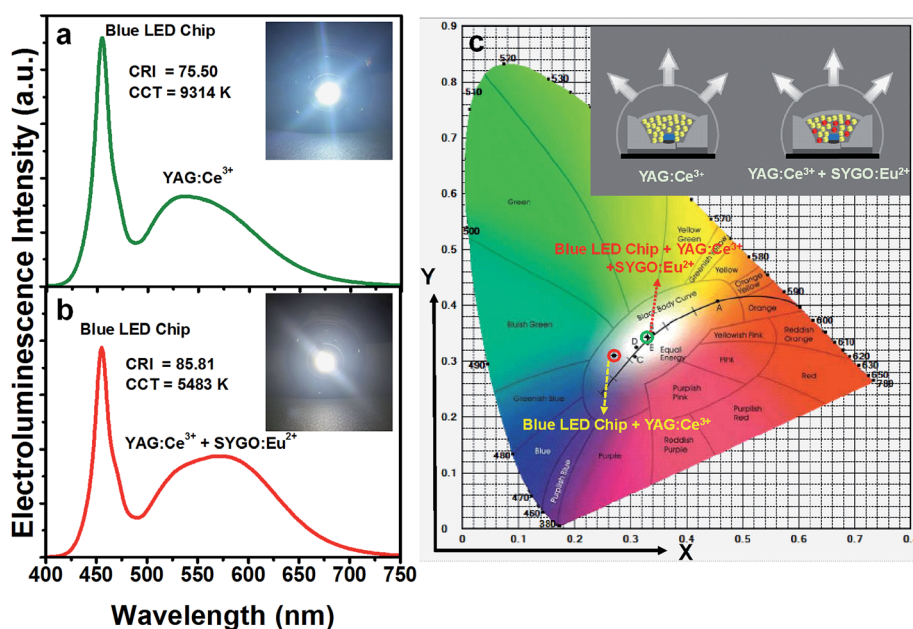 a
Blue LED Chip
CRI = 75.50
CCT = 9314 K
YAG:Ce³⁺
b
Blue LED Chip
CRI = 85.81
CCT = 5483 K
YAG:Ce³⁺ + SYGO:Eu²⁺
Electroluminescence Intensity (a.u.)
400 450 500 550 600 650 700 750
Wavelength (nm)
c
YAG:Ce³⁺
YAG:Ce³⁺ + SYGO:Eu²⁺
0.9
0.8
0.7
0.6
0.5
0.4
0.3
0.2
0.1
0
0 0.1 0.2 0.3 0.4 0.5 0.6 0.7 0.8
Y
X
520
530
500
490
480
470
460
380
570
580
590
600
610
620
630
650
780
Green
Yellow
Green
Yellow
Orange
Yellow
Orange
Reddish
Orange
Yellowish Pink
Pink
Red
Purplish
Pink
Purplish
Red
Reddish
Purple
Purple
Purplish Blue
Blue
Greenish Blue
Bluish Green
Black Body Curve
Equal
Energy
A
D
E
C
Blue LED Chip + YAG:Ce³⁺
+SYGO:Eu²⁺
Blue LED Chip + YAG:Ce³⁺